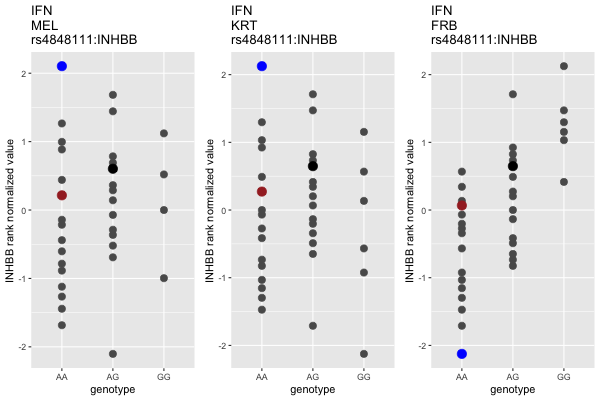 IFN
MEL
rs4848111:INHBB
INHBB rank normalized value
2
1
0
-1
-2
AA
AG
GG
genotype
IFN
KRT
rs4848111:INHBB
INHBB rank normalized value
2
1
0
-1
-2
AA
AG
GG
genotype
IFN
FRB
rs4848111:INHBB
INHBB rank normalized value
2
1
0
-1
-2
AA
AG
GG
genotype